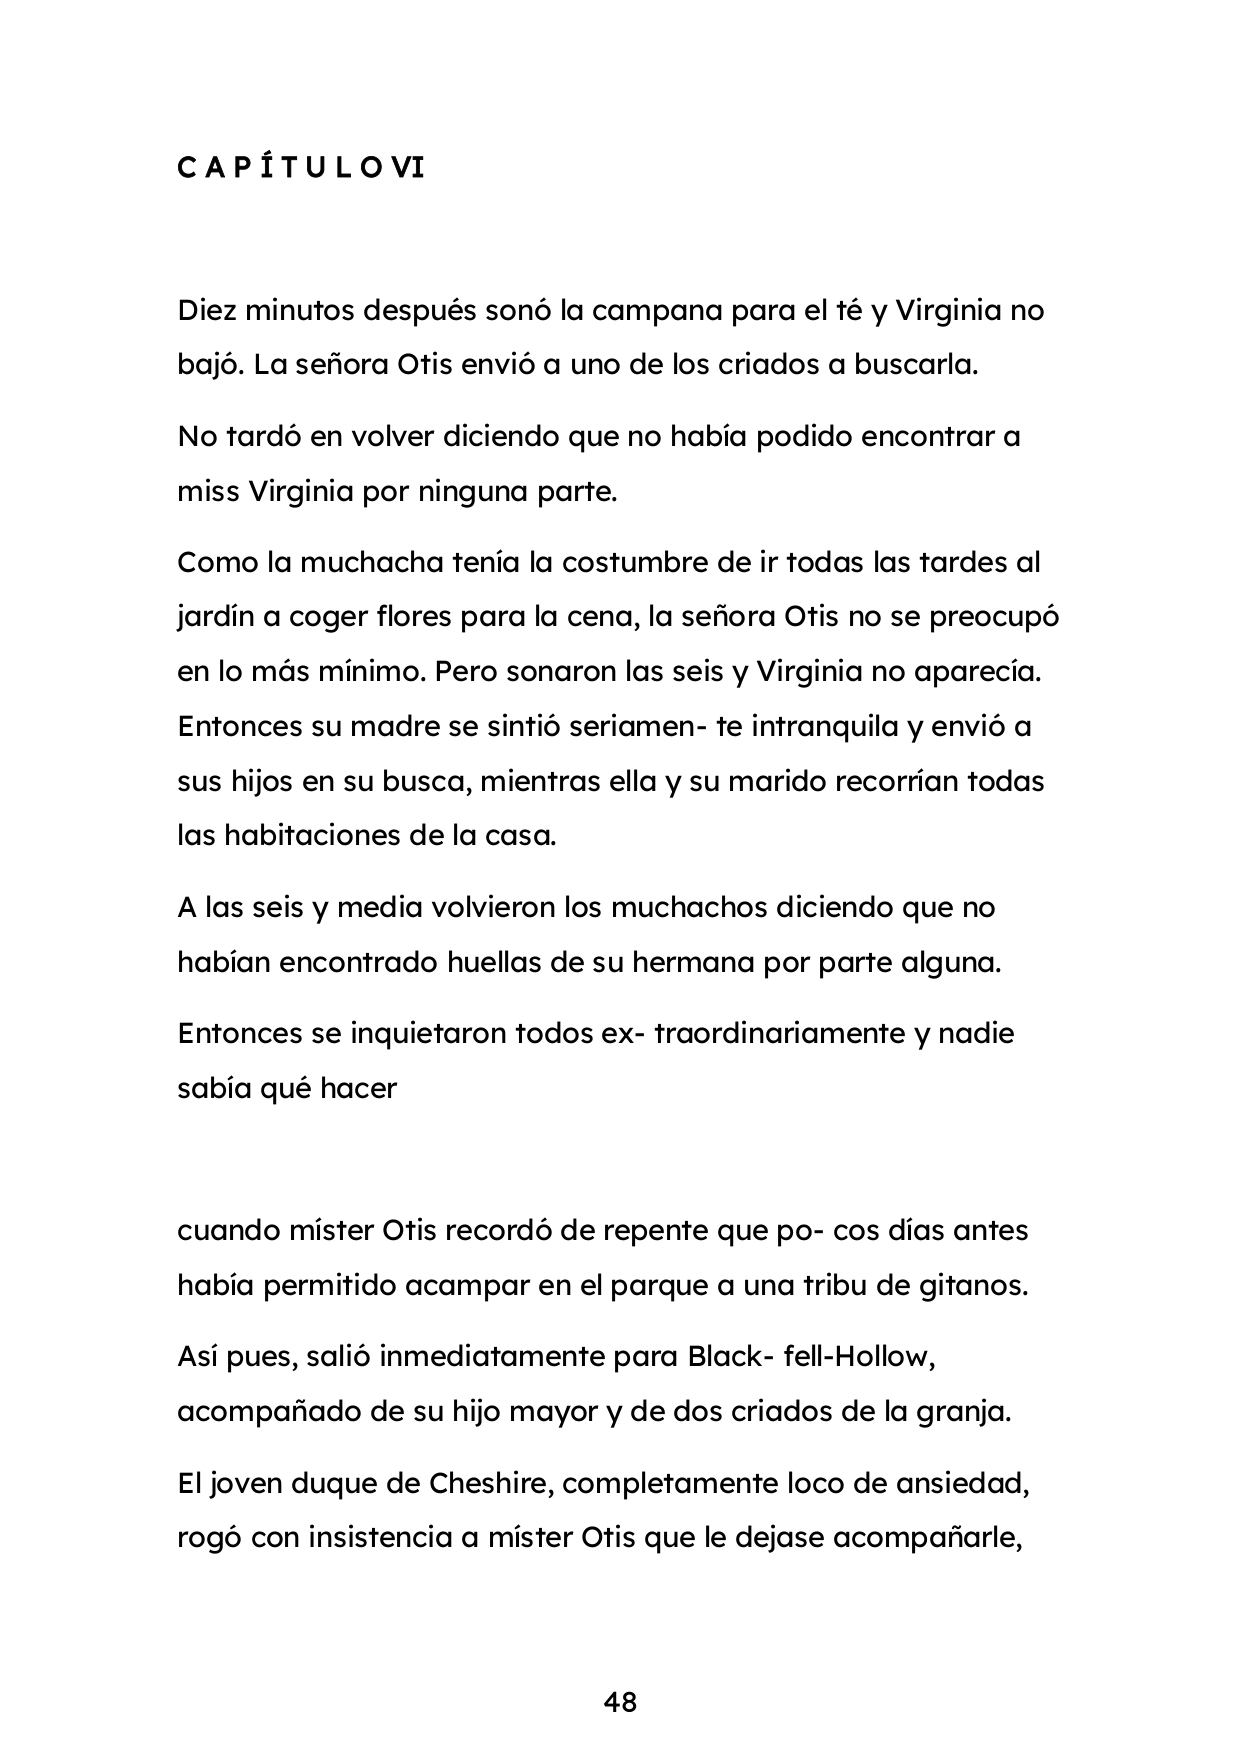 C A P Í T U L O VI
Diez minutos después sonó la campana para el té y Virginia no
bajó. La señora Otis envió a uno de los criados a buscarla.
No tardó en volver diciendo que no había podido encontrar a
miss Virginia por ninguna parte.
Como la muchacha tenía la costumbre de ir todas las tardes al
jardín a coger flores para la cena, la señora Otis no se preocupó
en lo más mínimo. Pero sonaron las seis y Virginia no aparecía.
Entonces su madre se sintió seriamen- te intranquila y envió a
sus hijos en su busca, mientras ella y su marido recorrían todas
las habitaciones de la casa.
A las seis y media volvieron los muchachos diciendo que no
habían encontrado huellas de su hermana por parte alguna.
Entonces se inquietaron todos ex- traordinariamente y nadie
sabía qué hacer
cuando míster Otis recordó de repente que po- cos días antes
había permitido acampar en el parque a una tribu de gitanos.
Así pues, salió inmediatamente para Black- fell-Hollow,
acompañado de su hijo mayor y de dos criados de la granja.
El joven duque de Cheshire, completamente loco de ansiedad,
rogó con insistencia a míster Otis que le dejase acompañarle,
48